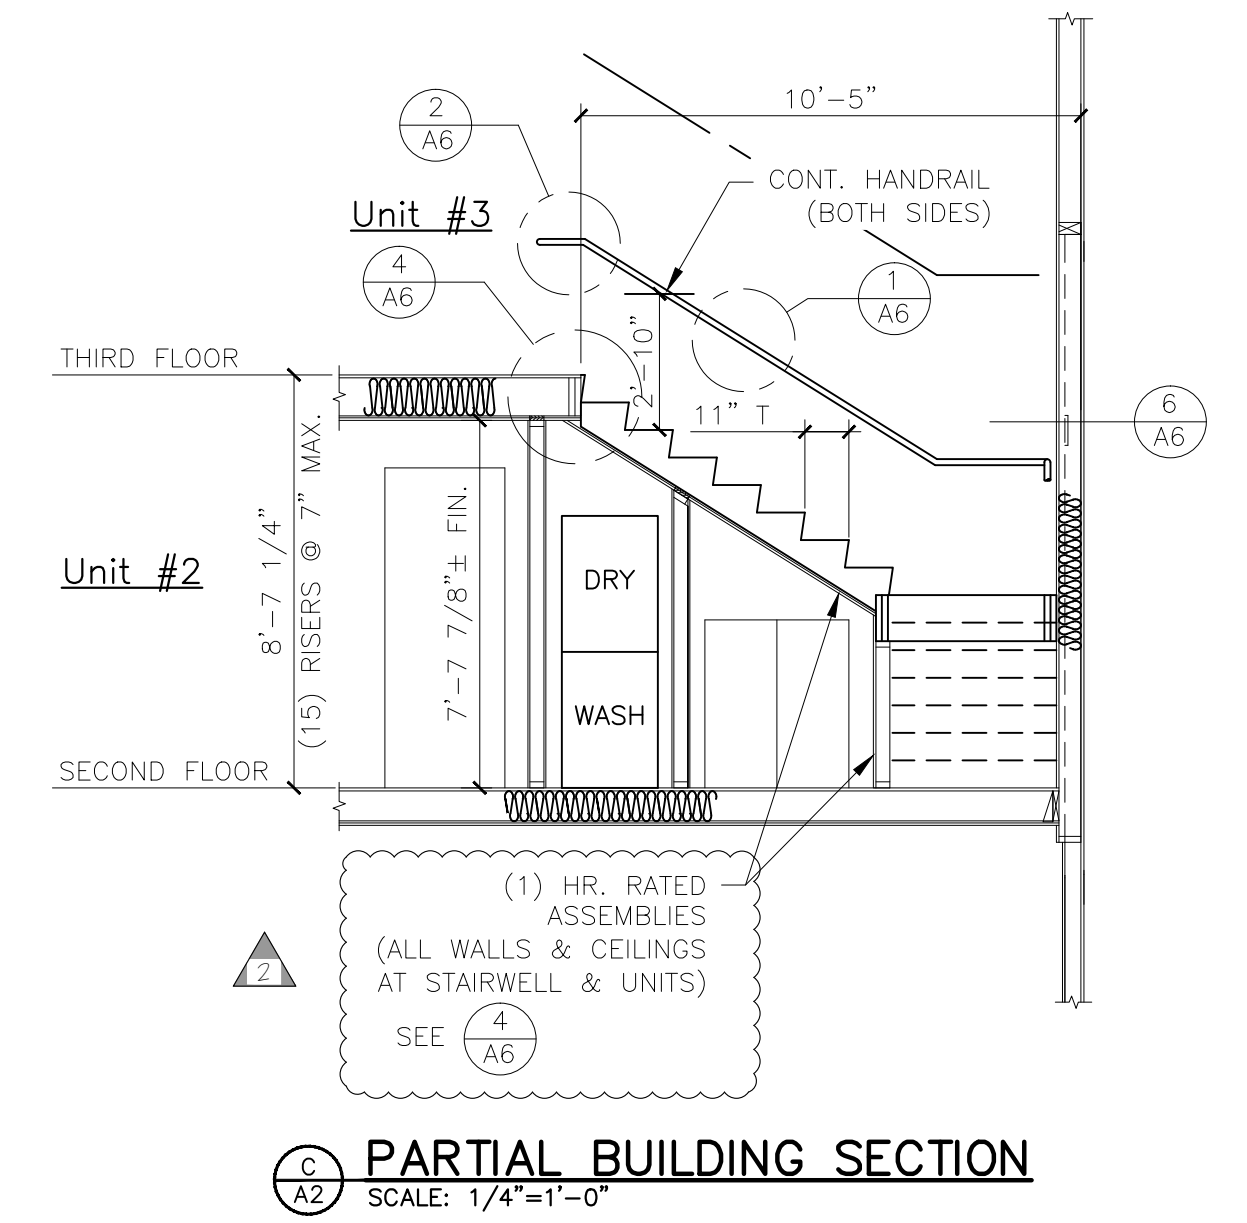 10'-5"
2
A6
CONT. HANDRAIL
(BOTH SIDES)
Unit #3
4
A6
1
A6
2'-10"
THIRD FLOOR
11" T
6
A6
8'-7 1/4"
(15) RISERS @ 7" MAX.
7'-7 7/8"± FIN.
Unit #2
DRY
WASH
SECOND FLOOR
(1) HR. RATED
ASSEMBLIES
(ALL WALLS & CEILINGS
AT STAIRWELL & UNITS)
2
SEE 4
A6
C
A2
PARTIAL BUILDING SECTION
SCALE: 1/4"=1'-0"